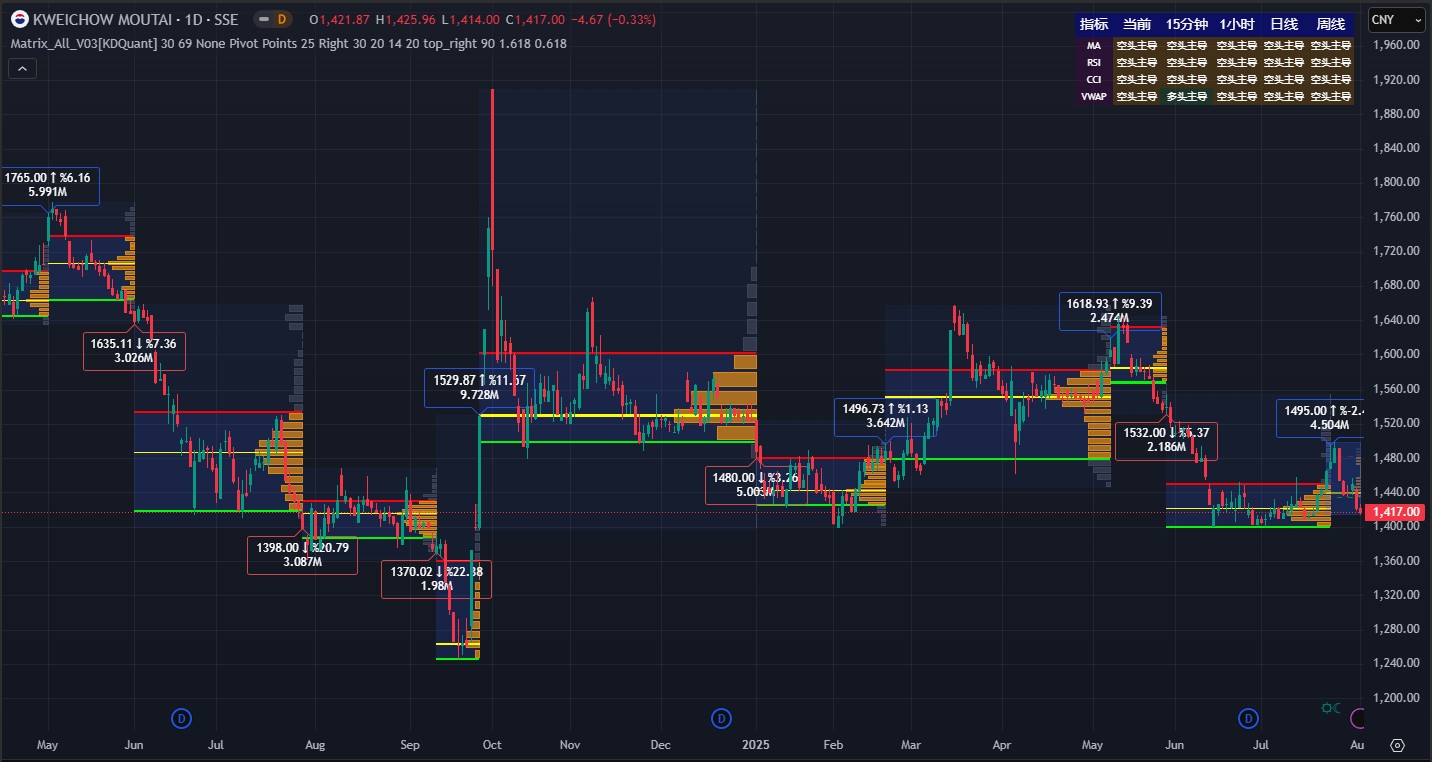 KWEICHOW MOUTAI · 1D · SSE D O1,421.87 H1,425.96 L1,414.00 C1,417.00 −4.67 (−0.33%)
Matrix_All_V03[KDQuant] 30 69 None Pivot Points 25 Right 30 20 14 20 top_right 90 1.618 0.618
指标 当前 15分钟 1小时 日线 周线
MA 空头主导 空头主导 空头主导 空头主导 空头主导
RSI 空头主导 空头主导 空头主导 空头主导 空头主导
CCI 空头主导 空头主导 空头主导 空头主导 空头主导
VWAP 空头主导 多头主导 空头主导 空头主导 空头主导
CNY
1,960.00
1,920.00
1,880.00
1,840.00
1,800.00
1,760.00
1,720.00
1,680.00
1,640.00
1,600.00
1,560.00
1,520.00
1,480.00
1,440.00
1,417.00
1,400.00
1,360.00
1,320.00
1,280.00
1,240.00
1,200.00
1765.00 ↑ %6.16
5.991M
1635.11 ↓ %7.36
3.026M
1398.00 ↓ %20.79
3.087M
1370.02 ↓ %22.38
1.98M
1529.87 ↑ %11.67
9.728M
1480.00 ↓ %3.26
5.003M
1496.73 ↑ %1.13
3.642M
1618.93 ↑ %9.39
2.474M
1532.00 ↓ 37
2.186M
1495.00 ↑ %-2.
4.504M
D D D
May Jun Jul Aug Sep Oct Nov Dec 2025 Feb Mar Apr May Jun Jul Au